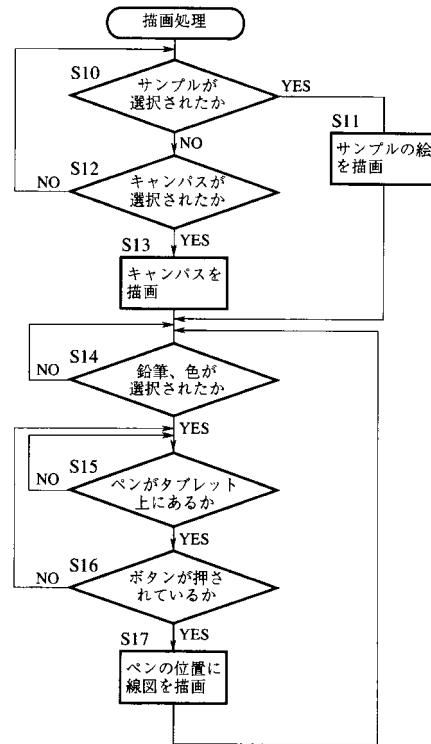 描画処理
S10
サンプルが
選択されたか
YES
NO
S11
サンプルの絵
を描画
S12
キャンパスが
選択されたか
NO
YES
S13
キャンパスを
描画
S14
鉛筆、色が
選択されたか
NO
YES
S15
ペンがタブレット
上にあるか
NO
YES
S16
ボタンが押さ
れているか
NO
YES
S17
ペンの位置に
線図を描画